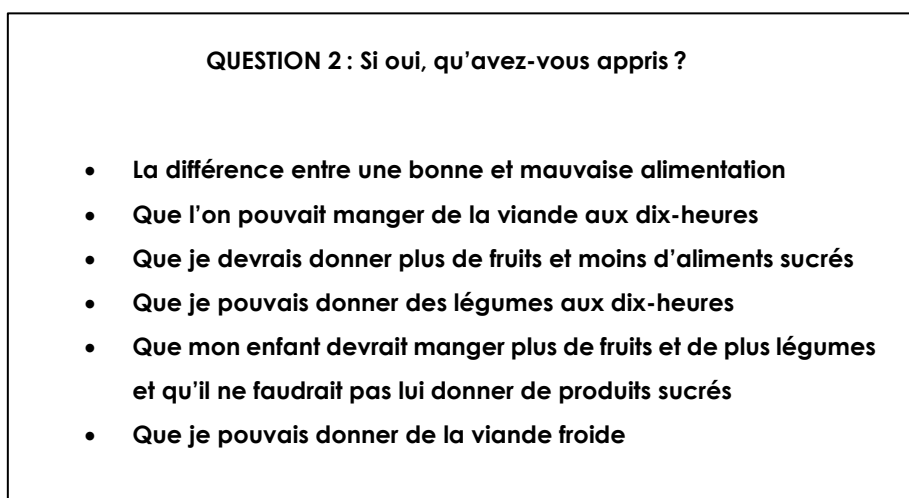 QUESTION 2 : Si oui, qu’avez-vous appris ?
• La différence entre une bonne et mauvaise alimentation
• Que l’on pouvait manger de la viande aux dix-heures
• Que je devrais donner plus de fruits et moins d’aliments sucrés
• Que je pouvais donner des légumes aux dix-heures
• Que mon enfant devrait manger plus de fruits et de plus légumes
et qu’il ne faudrait pas lui donner de produits sucrés
• Que je pouvais donner de la viande froide